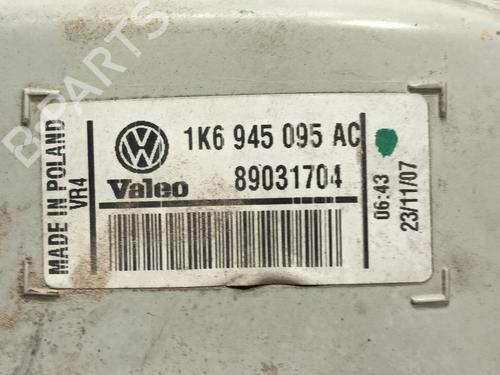 B-PARTS
MADE IN POLAND
VR4
1K6 945 095 AC
Valeo
89031704
06:43
23/11/07